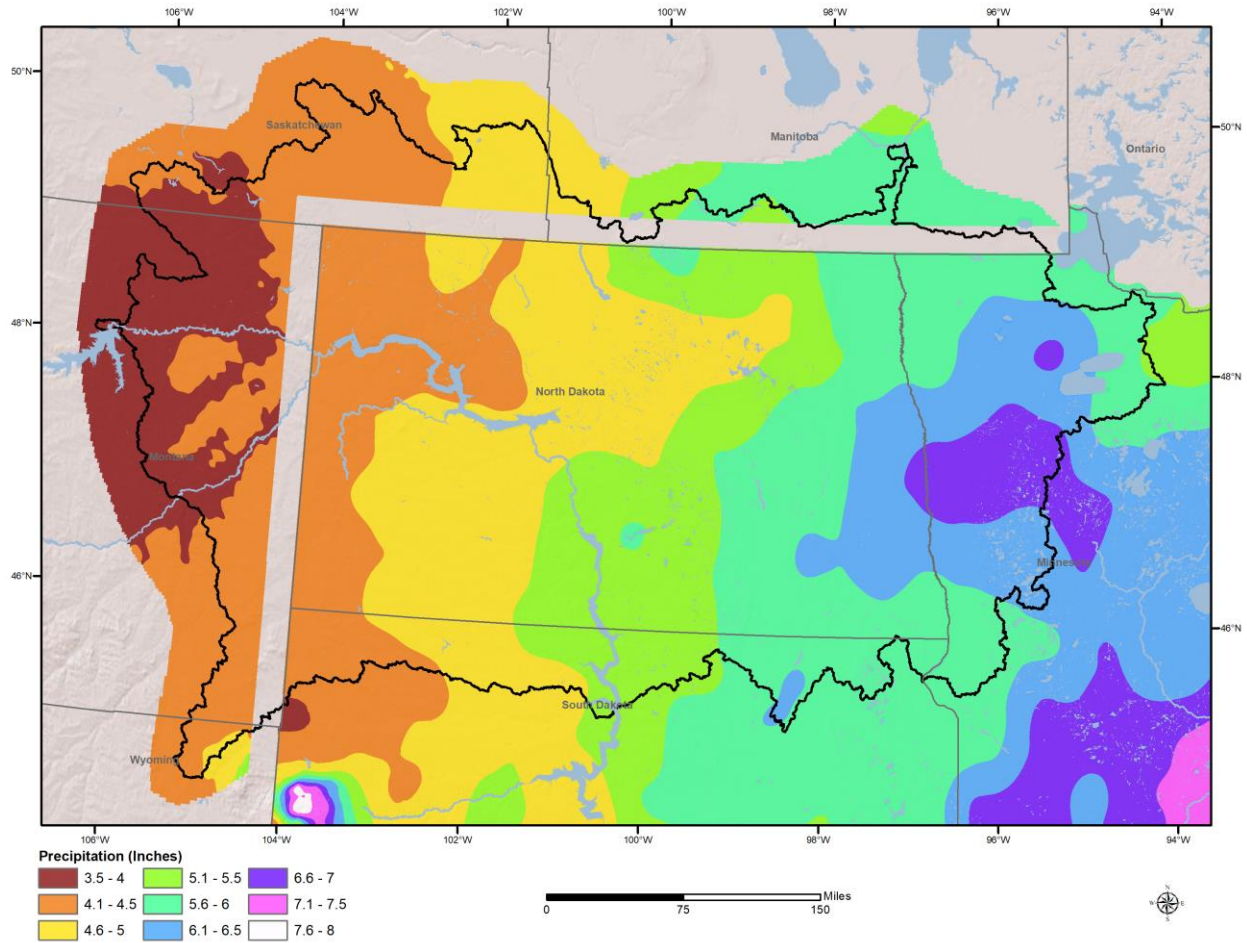 106°W 104°W 102°W 100°W 98°W 96°W 94°W
50°N
50°N
Saskatchewan
Manitoba
Ontario
48°N
48°N
North Dakota
Montana
46°N
46°N
Minnesota
South Dakota
Wyoming
106°W 104°W 102°W 100°W 98°W 96°W 94°W
Precipitation (Inches)
3.5 - 4 5.1 - 5.5 6.6 - 7
4.1 - 4.5 5.6 - 6 7.1 - 7.5
4.6 - 5 6.1 - 6.5 7.6 - 8
Miles
0 75 150
N
W E
S